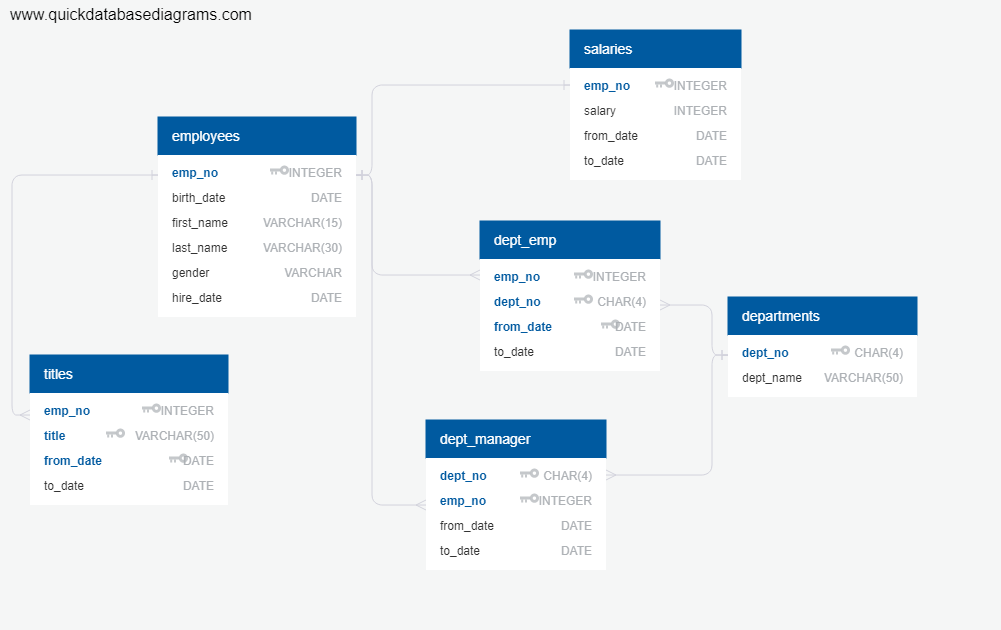 www.quickdatabasediagrams.com
salaries
emp_no INTEGER
salary INTEGER
from_date DATE
to_date DATE
employees
emp_no INTEGER
birth_date DATE
first_name VARCHAR(15)
last_name VARCHAR(30)
gender VARCHAR
hire_date DATE
dept_emp
emp_no INTEGER
dept_no CHAR(4)
from_date DATE
to_date DATE
departments
dept_no CHAR(4)
dept_name VARCHAR(50)
titles
emp_no INTEGER
title VARCHAR(50)
from_date DATE
to_date DATE
dept_manager
dept_no CHAR(4)
emp_no INTEGER
from_date DATE
to_date DATE